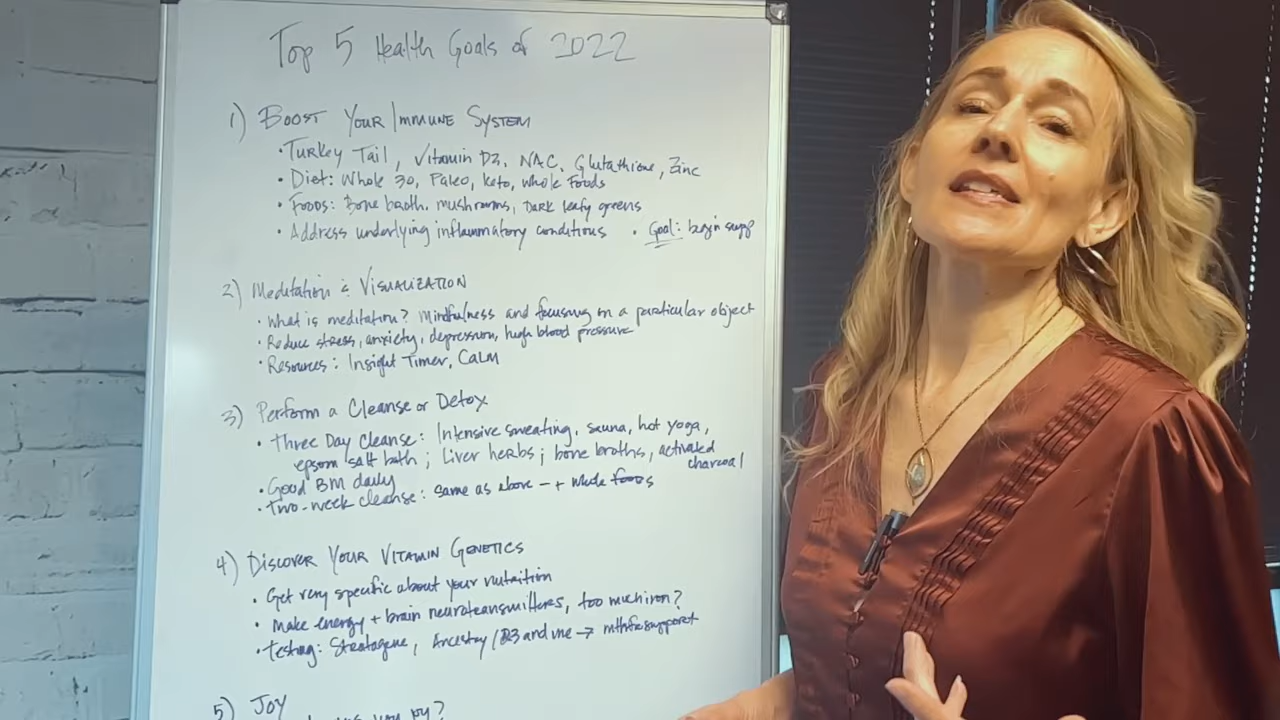 Top 5 Health Goals of 2022
1) Boost Your Immune System
• Turkey Tail, Vitamin D3, NAC, Glutathione, Zinc
• Diet: Whole 30, Paleo, keto, whole foods
• Foods: Bone broth, mushrooms, Dark leafy greens
• Address underlying inflammatory conditions • Goal: begin supp
2) Meditation & Visualization
• What is meditation? Mindfulness and focusing on a particular object
• Reduce stress, anxiety, depression, high blood pressure
• Resources: Insight Timer, Calm
3) Perform a Cleanse or Detox
• Three Day Cleanse: Intensive sweating, sauna, hot yoga,
epsom salt bath; Liver herbs; bone broths, activated
charcoal
• Good BM daily
• Two-week cleanse: same as above - + whole foods
4) Discover Your Vitamin Genetics
• Get very specific about your nutrition
• Make energy + brain neurotransmitters, too much iron?
• Testing: Strategene, Ancestry / 23 and me → mthfrsupport
5) Joy
you joy?